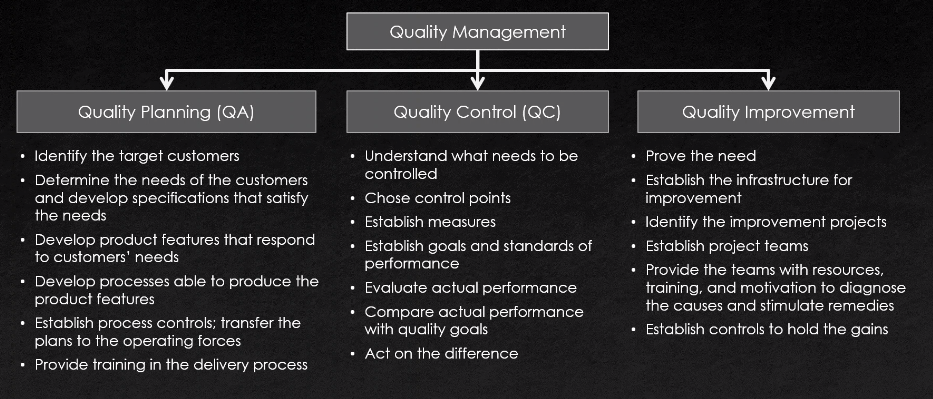 Quality Management
Quality Planning (QA)
• Identify the target customers
• Determine the needs of the customers
and develop specifications that satisfy
the needs
• Develop product features that respond
to customers' needs
• Develop processes able to produce the
product features
• Establish process controls; transfer the
plans to the operating forces
• Provide training in the delivery process
Quality Control (QC)
• Understand what needs to be
controlled
• Chose control points
• Establish measures
• Establish goals and standards of
performance
• Evaluate actual performance
• Compare actual performance
with quality goals
• Act on the difference
Quality Improvement
• Prove the need
• Establish the infrastructure for
improvement
• Identify the improvement projects
• Establish project teams
• Provide the teams with resources,
training, and motivation to diagnose
the causes and stimulate remedies
• Establish controls to hold the gains